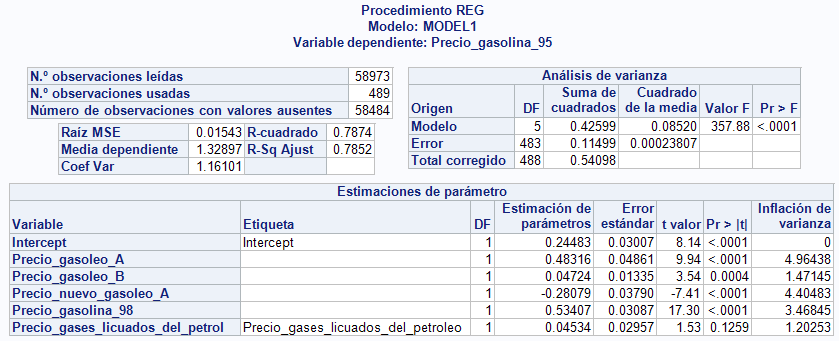 Procedimiento REG
Modelo: MODEL1
Variable dependiente: Precio_gasolina_95
N.º observaciones leídas 58973
N.º observaciones usadas 489
Número de observaciones con valores ausentes 58484
Análisis de varianza
Origen DF Suma de cuadrados Cuadrado de la media Valor F Pr > F
Modelo 5 0.42599 0.08520 357.88 <.0001
Error 483 0.11499 0.00023807
Total corregido 488 0.54098
Raíz MSE 0.01543 R-cuadrado 0.7874
Media dependiente 1.32897 R-Sq Ajust 0.7852
Coef Var 1.16101
Estimaciones de parámetro
Variable Etiqueta DF Estimación de parámetros Error estándar t valor Pr > |t| Inflación de varianza
Intercept Intercept 1 0.24483 0.03007 8.14 <.0001 0
Precio_gasoleo_A 1 0.48316 0.04861 9.94 <.0001 4.96438
Precio_gasoleo_B 1 0.04724 0.01335 3.54 0.0004 1.47145
Precio_nuevo_gasoleo_A 1 -0.28079 0.03790 -7.41 <.0001 4.40483
Precio_gasolina_98 1 0.53407 0.03087 17.30 <.0001 3.46845
Precio_gases_licuados_del_petrol Precio_gases_licuados_del_petroleo 1 0.04534 0.02957 1.53 0.1259 1.20253